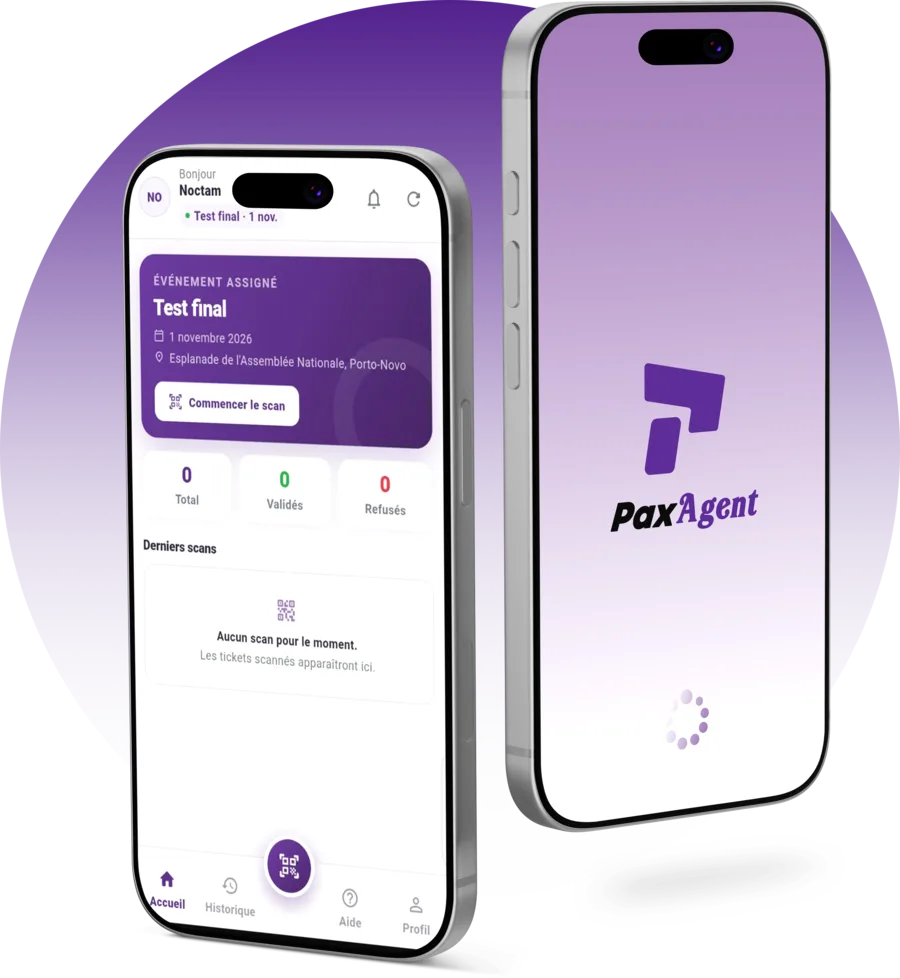 Bonjour
NO
Noctam
Test final · 1 nov.
ÉVÉNEMENT ASSIGNÉ
Test final
1 novembre 2026
Esplanade de l'Assemblée Nationale, Porto-Novo
Commencer le scan
0
Total
0
Validés
0
Refusés
Derniers scans
Aucun scan pour le moment.
Les tickets scannés apparaîtront ici.
Accueil
Historique
Aide
Profil
PaxAgent